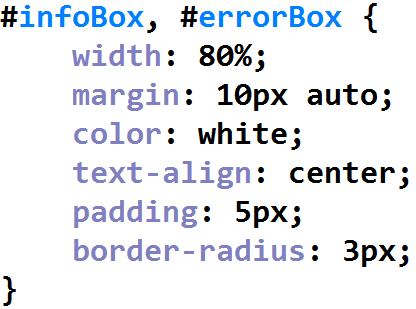 #infoBox, #errorBox {
    width: 80%;
    margin: 10px auto;
    color: white;
    text-align: center;
    padding: 5px;
    border-radius: 3px;
}